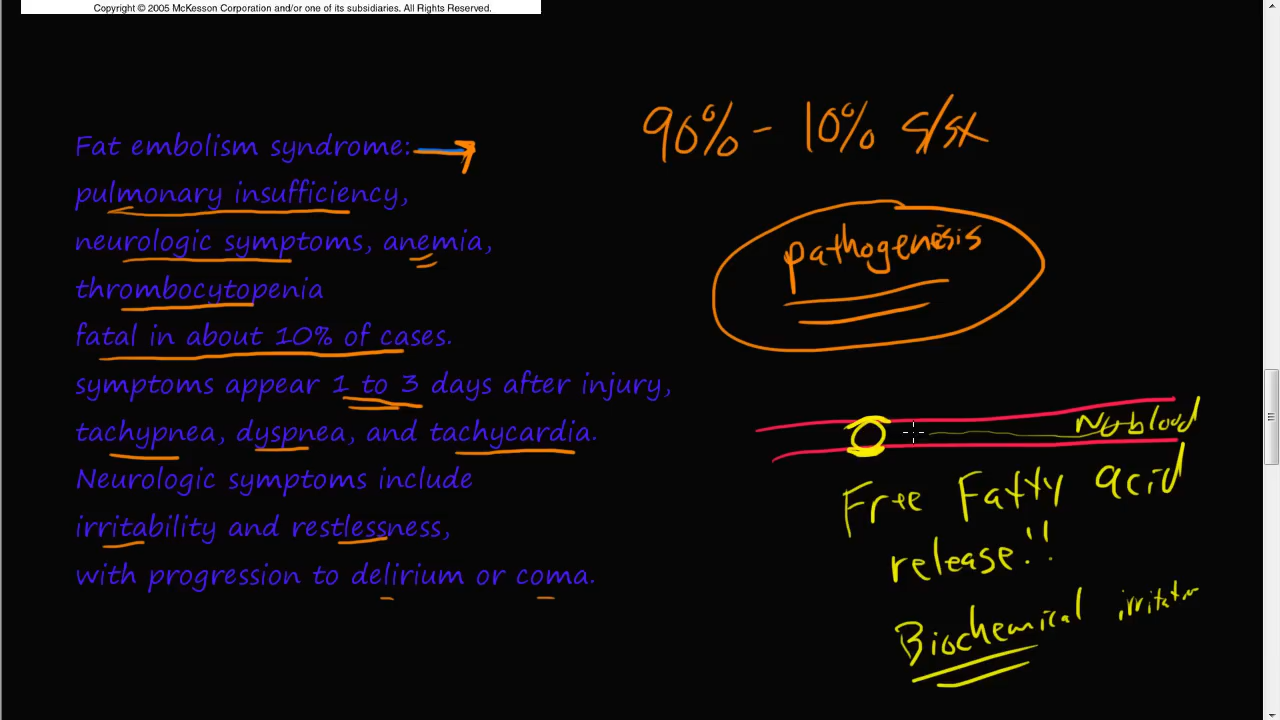 Copyright © 2005 McKesson Corporation and/or one of its subsidiaries. All Rights Reserved.
90% - 10% s/sx
Fat embolism syndrome:
pulmonary insufficiency,
neurologic symptoms, anemia,
thrombocytopenia
fatal in about 10% of cases.
symptoms appear 1 to 3 days after injury,
tachypnea, dyspnea, and tachycardia.
Neurologic symptoms include
irritability and restlessness,
with progression to delirium or coma.
pathogenesis
No blood
Free Fatty acid
release!!
Biochemical irritation